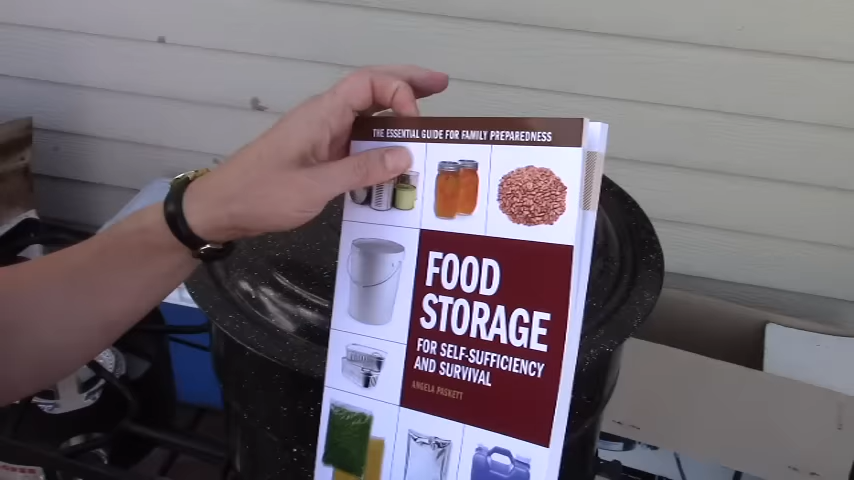 THE ESSENTIAL GUIDE FOR FAMILY PREPAREDNESS
FOOD
STORAGE
FOR SELF-SUFFICIENCY
AND SURVIVAL
ANGELA PASKETT